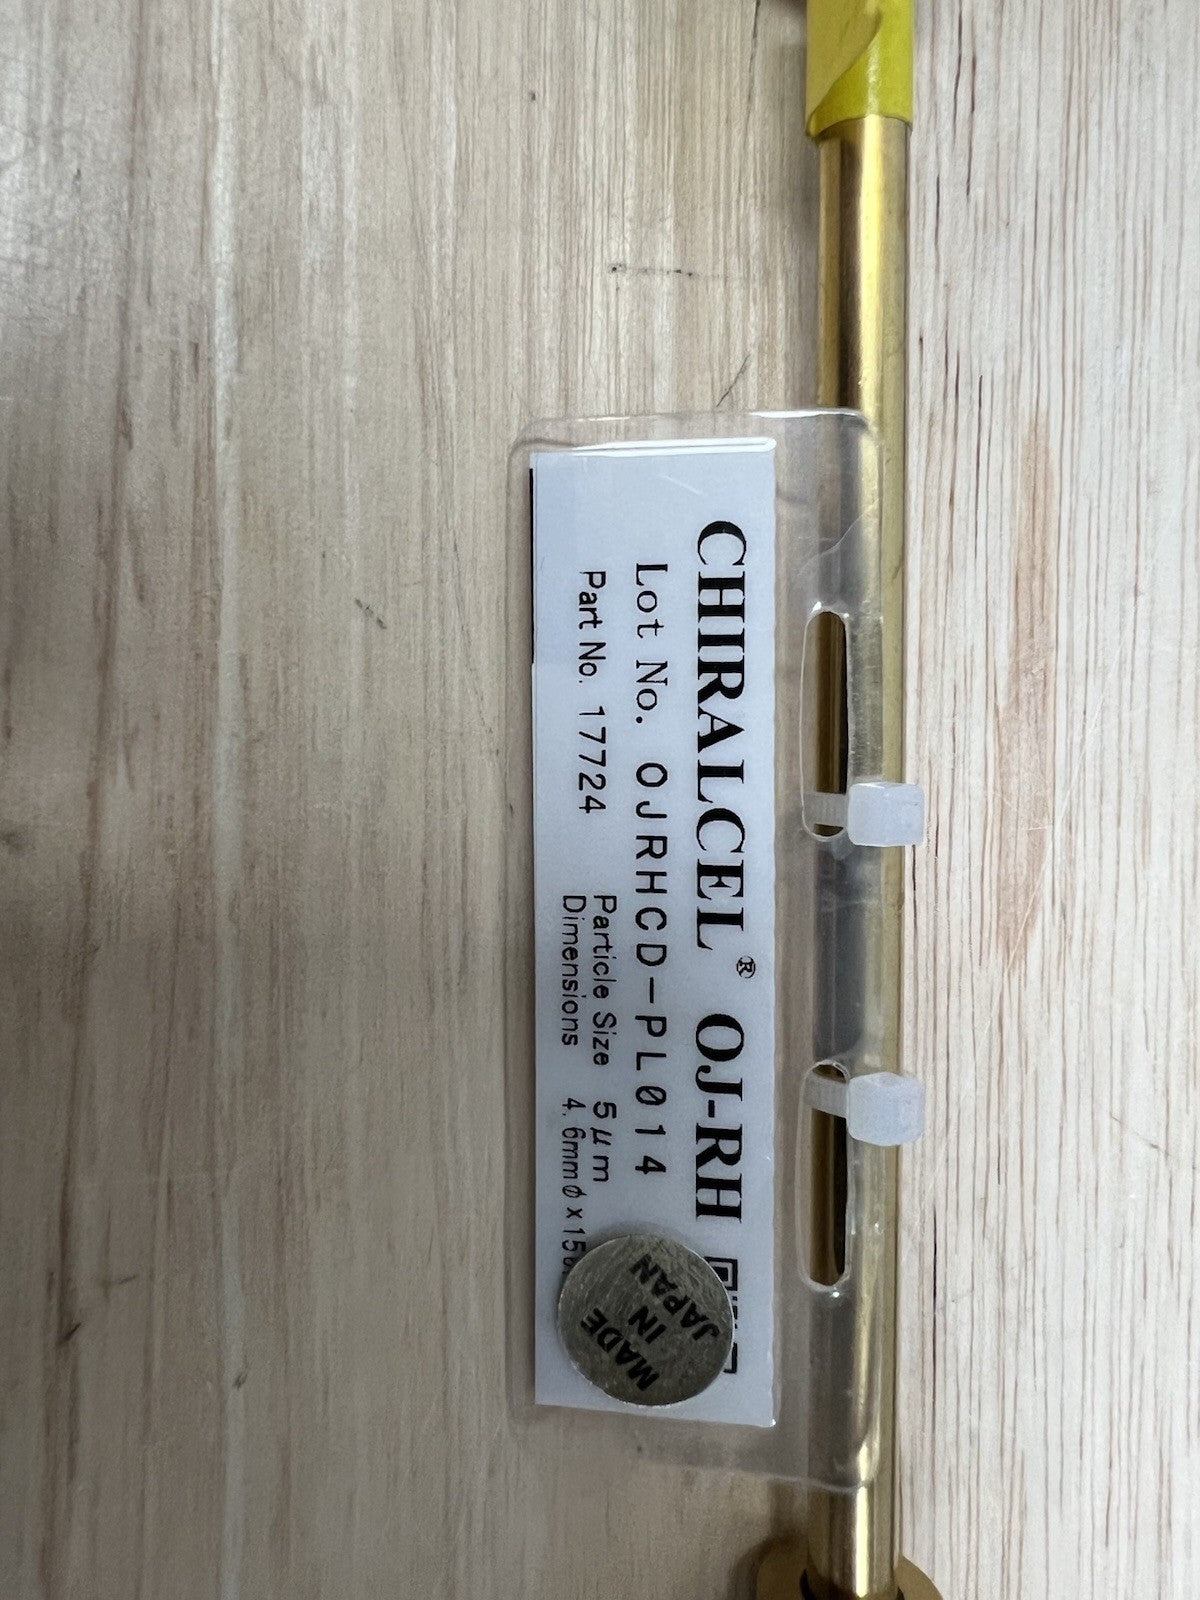 CHIRALCEL® OJ-RH
Lot No. OJRHCD-PL014
Part No. 17724
Particle Size 5μm
Dimensions 4.6mmφ x
MADE
IN
JAPAN